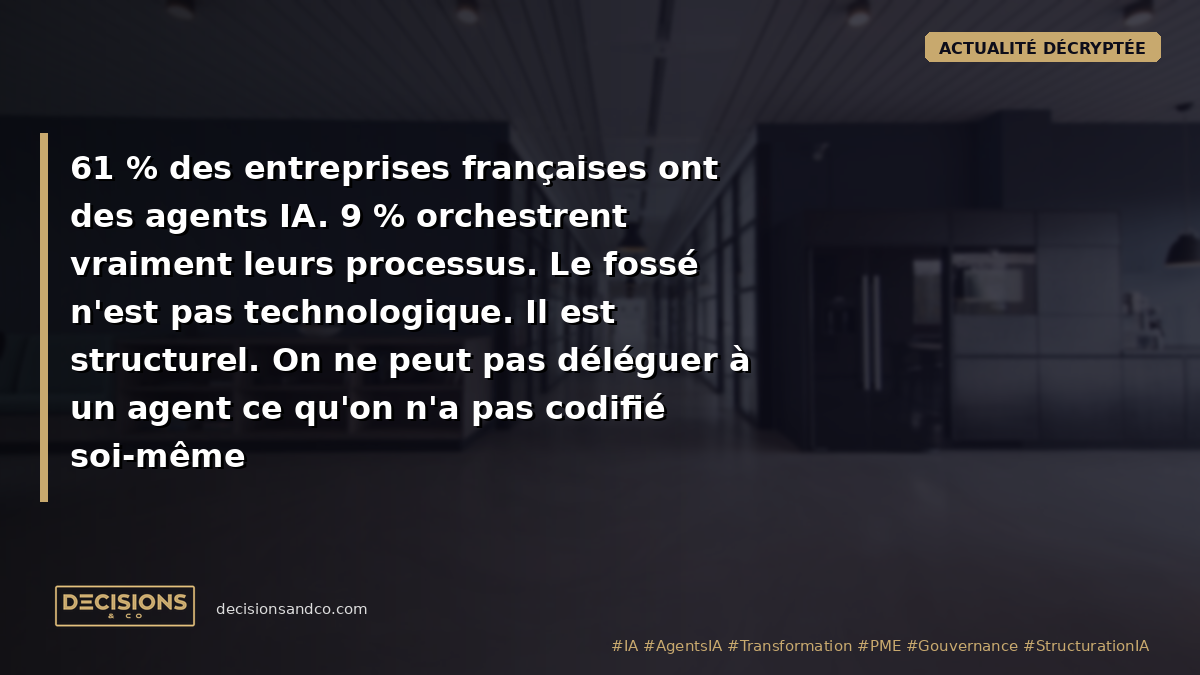 ACTUALITÉ DÉCRYPTÉE
61 % des entreprises françaises ont
des agents IA. 9 % orchestrent
vraiment leurs processus. Le fossé
n'est pas technologique. Il est
structurel. On ne peut pas déléguer à
un agent ce qu'on n'a pas codifié
soi-même
DECISIONS
& CO
decisionsandco.com
#IA #AgentsIA #Transformation #PME #Gouvernance #StructurationIA